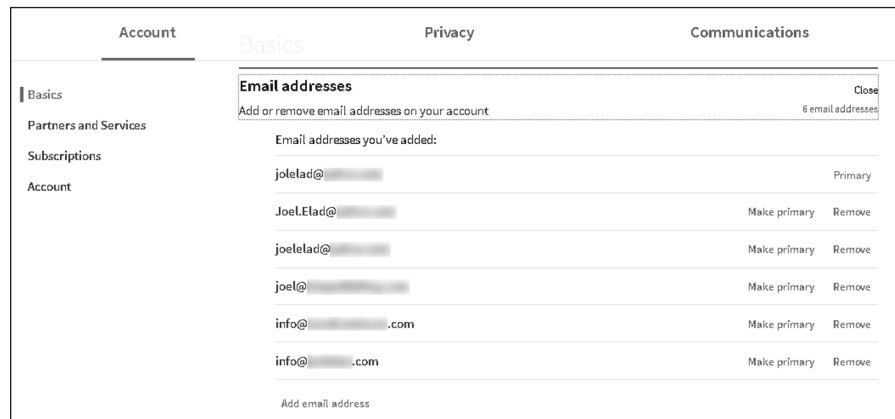 Account Privacy Communications
Basics
Basics
Partners and Services
Subscriptions
Account
Email addresses Close
Add or remove email addresses on your account 6 email addresses
Email addresses you've added:
jolelad@ Primary
Joel.Elad@ Make primary Remove
joelelad@ Make primary Remove
joel@ Make primary Remove
info@ .com Make primary Remove
info@ .com Make primary Remove
Add email address